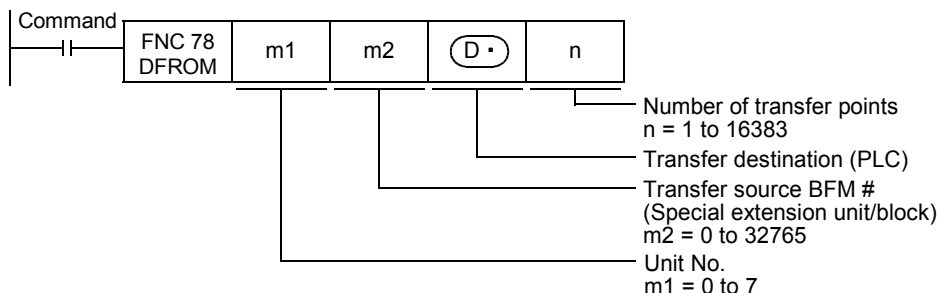 Command
FNC 78
DFROM
m1
m2
D·
n
Number of transfer points
n = 1 to 16383
Transfer destination (PLC)
Transfer source BFM #
(Special extension unit/block)
m2 = 0 to 32765
Unit No.
m1 = 0 to 7